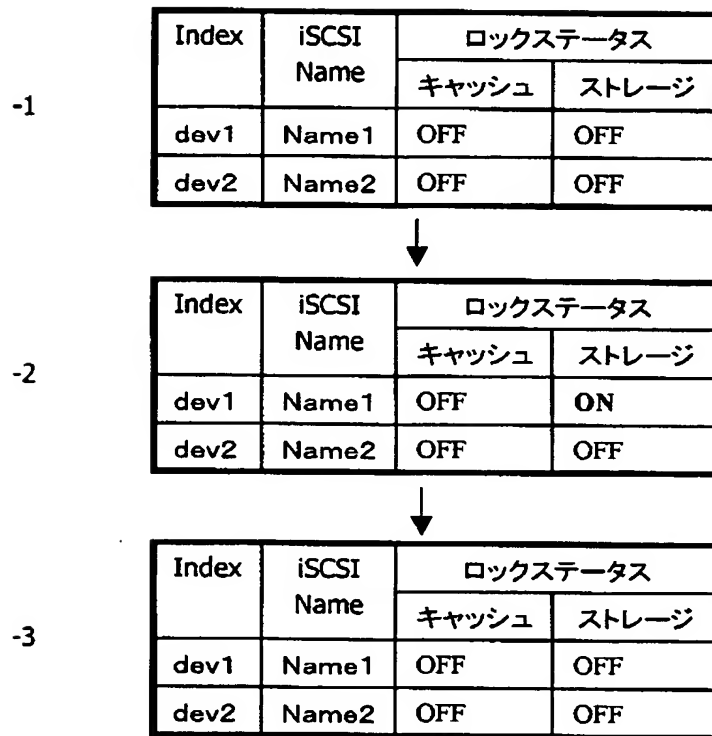 -1
Index iSCSI Name ロックステータス
キャッシュ ストレージ
dev1 Name1 OFF OFF
dev2 Name2 OFF OFF
-2
Index iSCSI Name ロックステータス
キャッシュ ストレージ
dev1 Name1 OFF ON
dev2 Name2 OFF OFF
-3
Index iSCSI Name ロックステータス
キャッシュ ストレージ
dev1 Name1 OFF OFF
dev2 Name2 OFF OFF